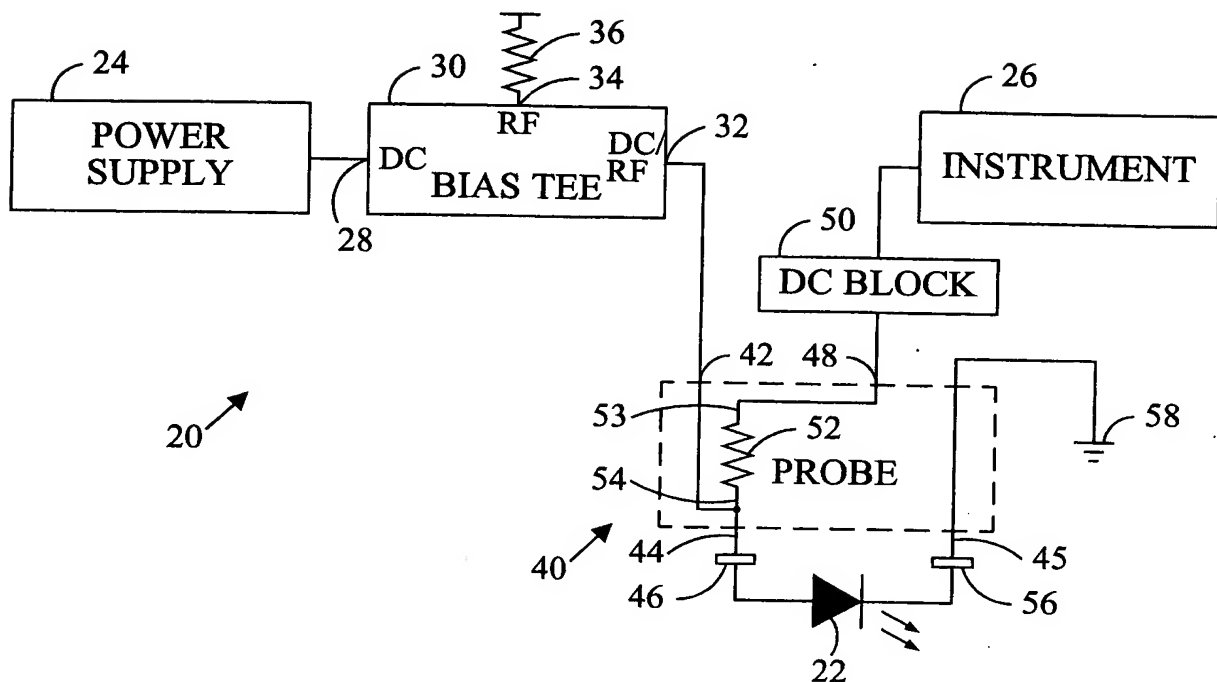 36
24
30
34
26
POWER
SUPPLY
RF
DC/
RF
32
DC
BIAS TEE
INSTRUMENT
28
50
DC BLOCK
42
48
53
52
58
20
PROBE
54
44
45
40
46
56
22